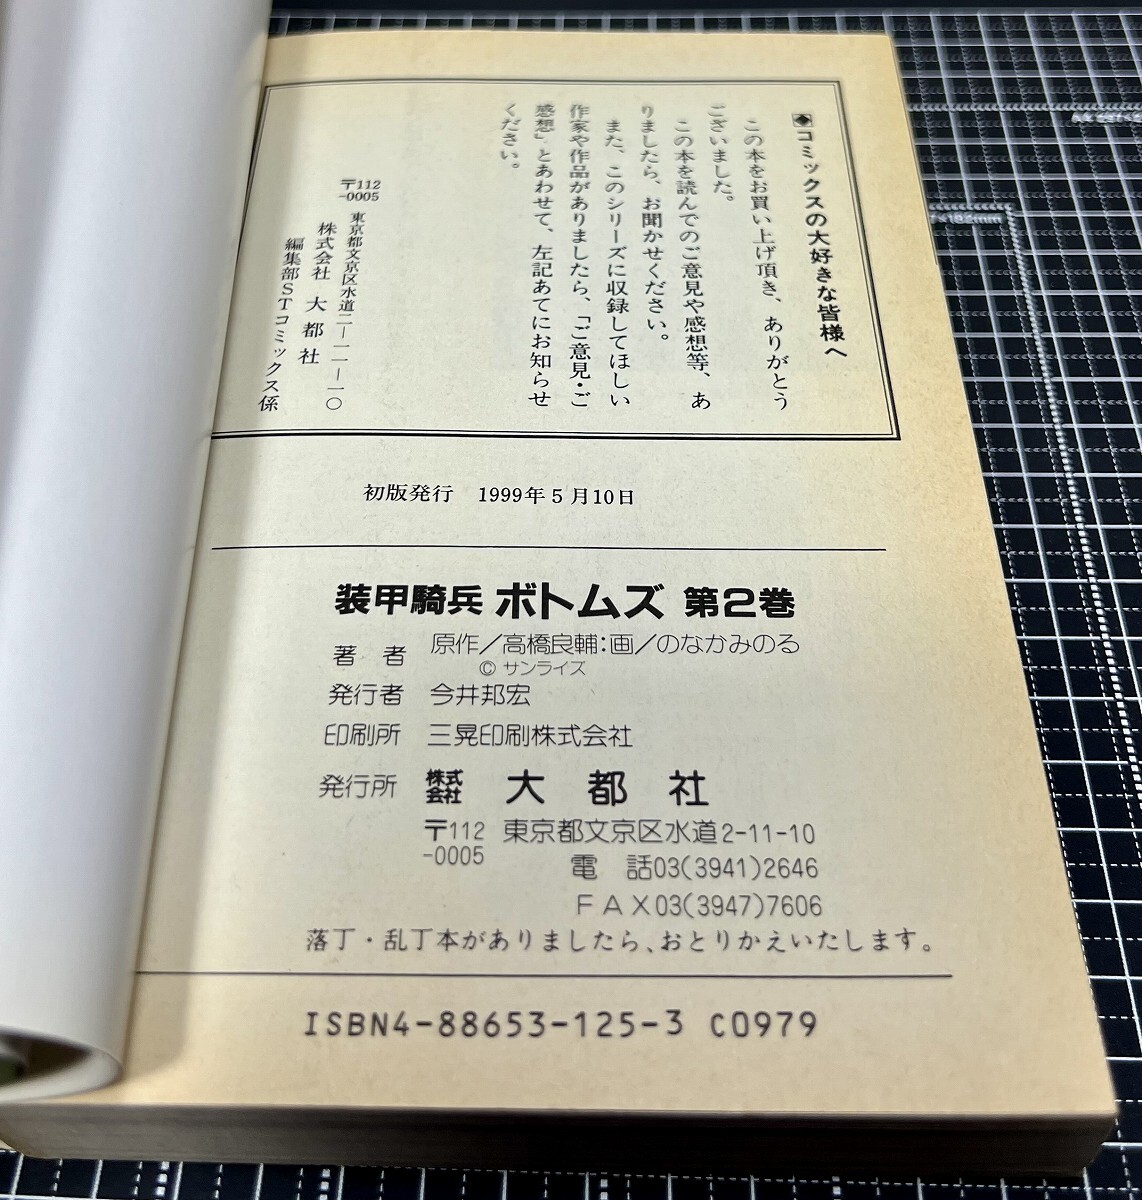 ◆コミックスの大好きな皆様へ
この本をお買い上げ頂き、ありがとう
ございました。
この本を読んでのご意見や感想等、あ
りましたら、お聞かせください。
また、このシリーズに収録してほしい
作家や作品がありましたら、「ご意見・ご
感想」とあわせて、左記あてにお知らせ
ください。
〒112-0005 東京都文京区水道二―一一―一〇
株式会社 大都社
編集部STコミックス係
初版発行 1999年5月10日
装甲騎兵 ボトムズ 第2巻
著者 原作/高橋良輔:画/のなかみのる
© サンライズ
発行者 今井邦宏
印刷所 三晃印刷株式会社
発行所 株式会社 大都社
〒112-0005 東京都文京区水道2-11-10
電 話03(3941)2646
FAX03(3947)7606
落丁・乱丁本がありましたら、おとりかえいたします。
ISBN4-88653-125-3 C0979